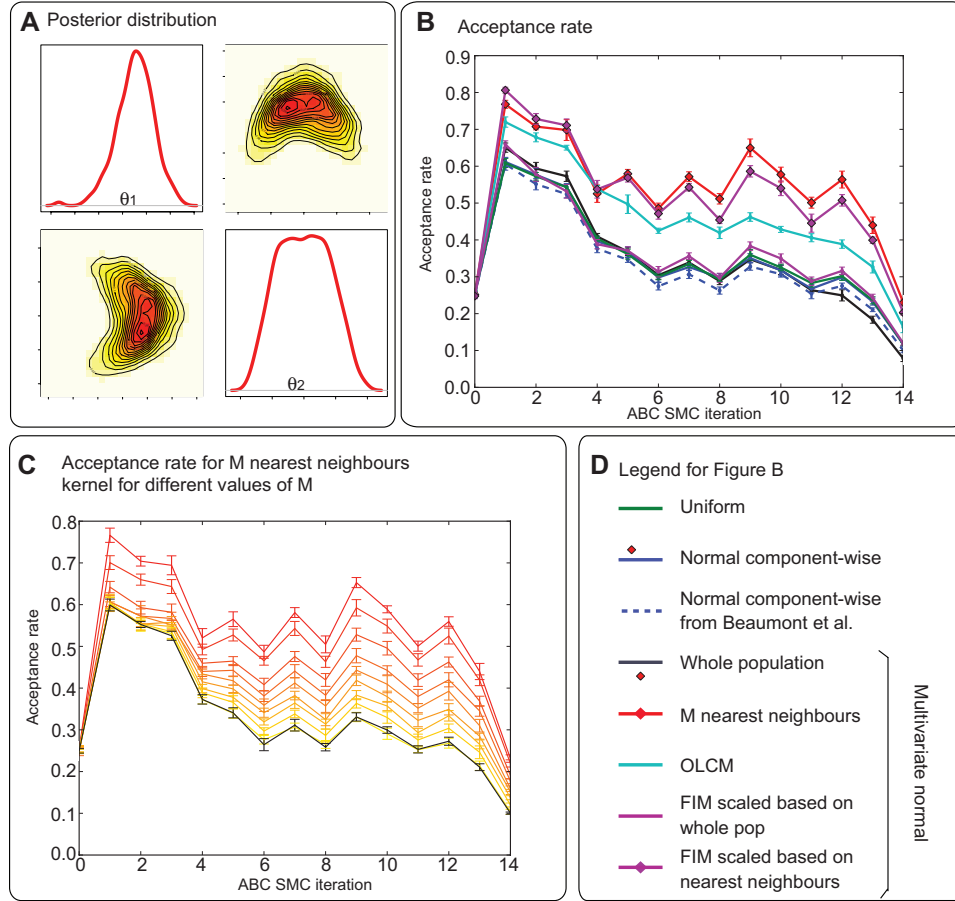 A Posterior distribution
θ1
θ2
B Acceptance rate
Acceptance rate
0.9
0.8
0.7
0.6
0.5
0.4
0.3
0.2
0.1
0.0
0 2 4 6 8 10 12 14
ABC SMC iteration
C Acceptance rate for M nearest neighbours
kernel for different values of M
Acceptance rate
0.8
0.7
0.6
0.5
0.4
0.3
0.2
0.1
0.0
0 2 4 6 8 10 12 14
ABC SMC iteration
D Legend for Figure B
Uniform
Normal component-wise
Normal component-wise
from Beaumont et al.
Whole population
M nearest neighbours
OLCM
FIM scaled based on
whole pop
FIM scaled based on
nearest neighbours
Multivariate normal